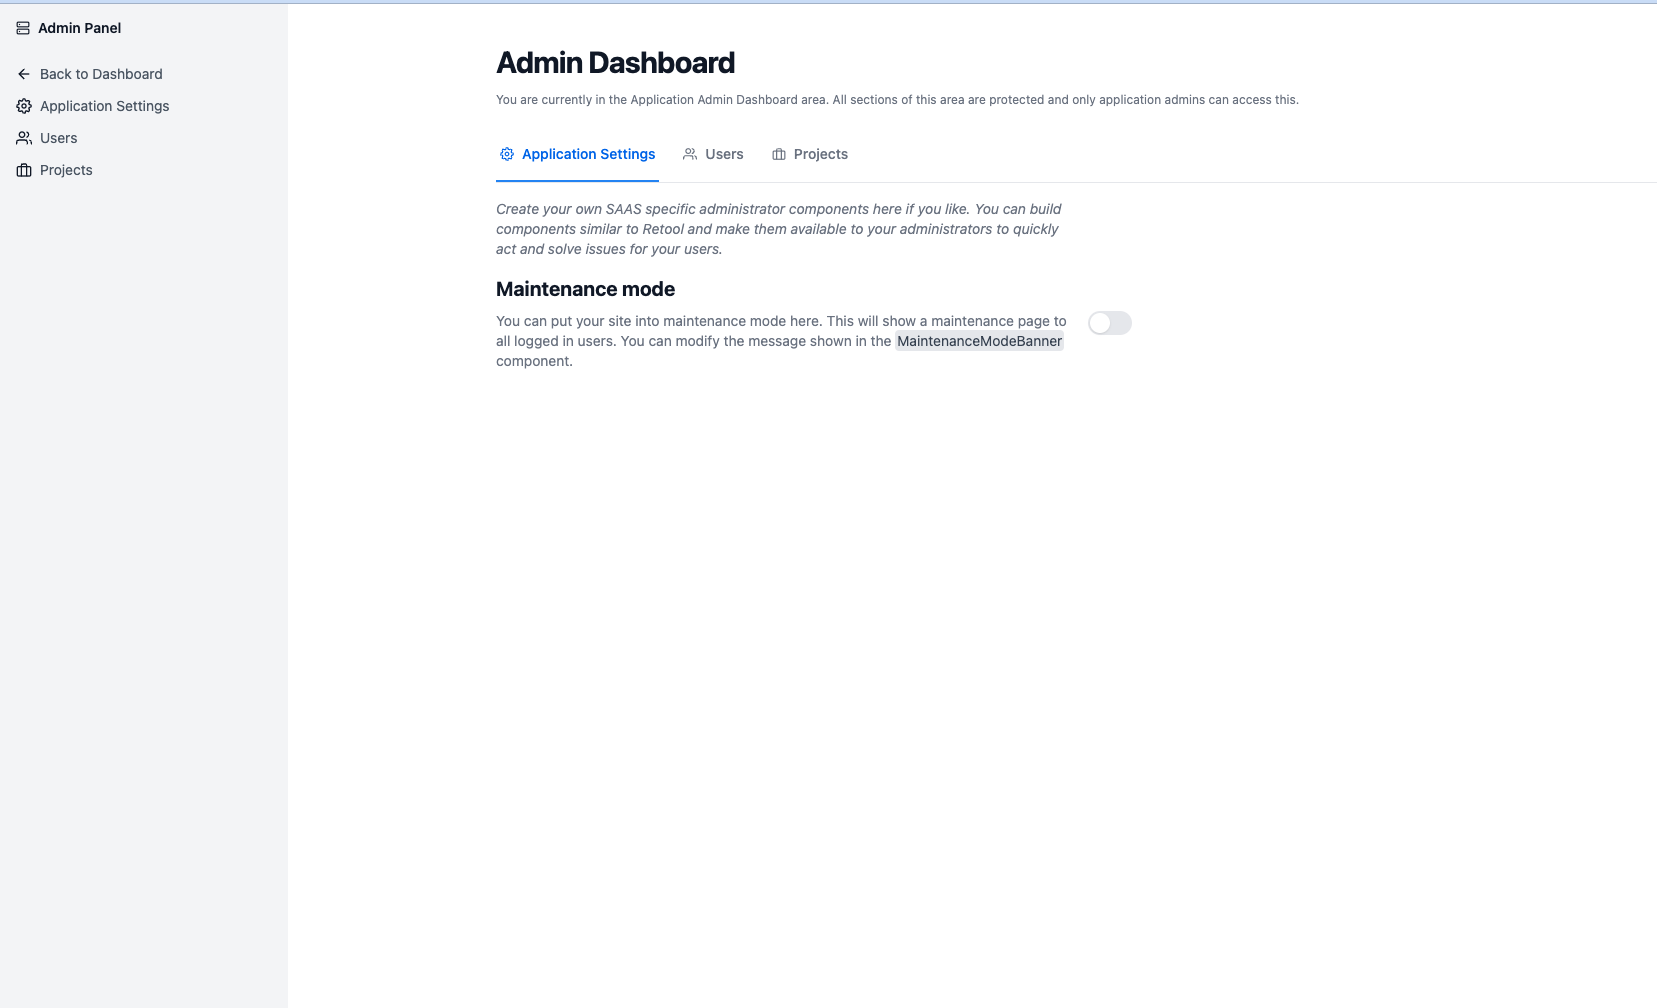 Admin Panel
Back to Dashboard
Application Settings
Users
Projects
Admin Dashboard
You are currently in the Application Admin Dashboard area. All sections of this area are protected and only application admins can access this.
Application Settings
Users
Projects
Create your own SAAS specific administrator components here if you like. You can build
components similar to Retool and make them available to your administrators to quickly
act and solve issues for your users.
Maintenance mode
You can put your site into maintenance mode here. This will show a maintenance page to
all logged in users. You can modify the message shown in the MaintenanceModeBanner
component.